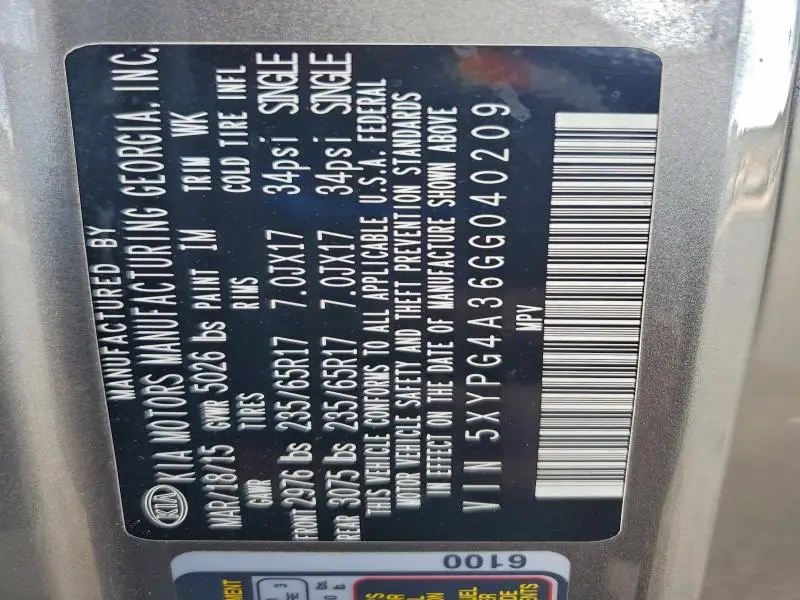 MANUFACTURED BY
KIA KIA MOTORS MANUFACTURING GEORGIA, INC.
MAR/18/15 GVWR 5026 lbs PAINT IM TRIM WK
GAWR TIRES RIMS COLD TIRE INFL
FRONT 2976 lbs 235/65R17 7.0JX17 34psi SINGLE
REAR 3075 lbs 235/65R17 7.0JX17 34psi SINGLE
THIS VEHICLE CONFORMS TO ALL APPLICABLE U.S.A. FEDERAL
MOTOR VEHICLE SAFETY AND THEFT PREVENTION STANDARDS
IN EFFECT ON THE DATE OF MANUFACTURE SHOWN ABOVE
VIN 5XYPG4A36GG040209
MPV
6100